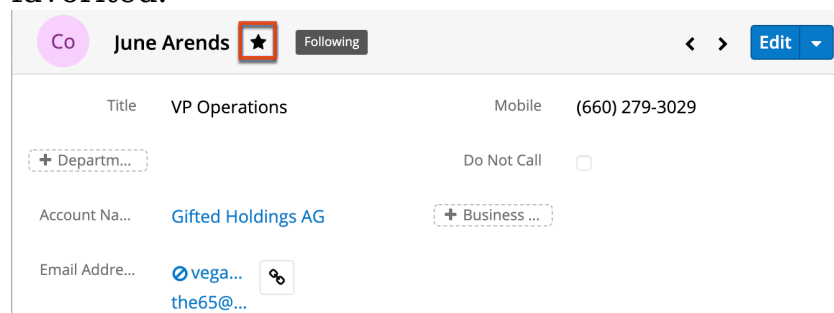 Co June Arends Following Edit
Title VP Operations Mobile (660) 279-3029
+ Departm... Do Not Call
Account Na... Gifted Holdings AG + Business ...
Email Addre... vega...
the65@...